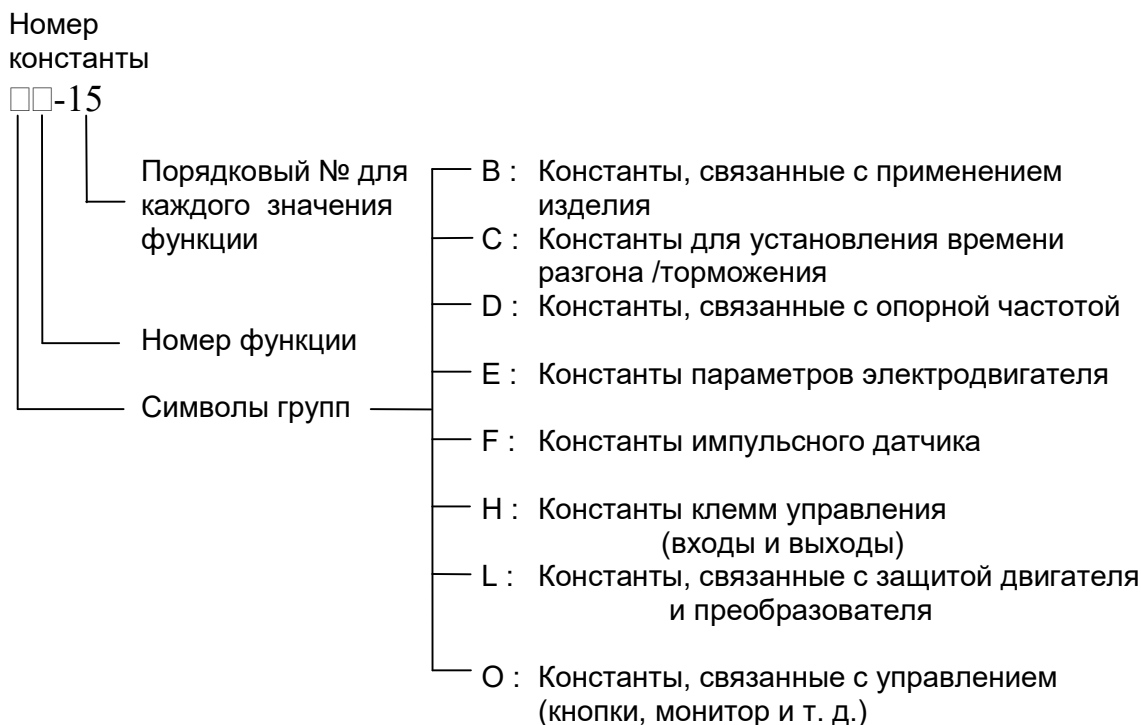 Номер
константы
□□-15
Порядковый № для
каждого значения
функции
Номер функции
Символы групп
B : Константы, связанные с применением
изделия
C : Константы для установления времени
разгона /торможения
D : Константы, связанные с опорной частотой
E : Константы параметров электродвигателя
F : Константы импульсного датчика
H : Константы клемм управления
(входы и выходы)
L : Константы, связанные с защитой двигателя
и преобразователя
O : Константы, связанные с управлением
(кнопки, монитор и т. д.)